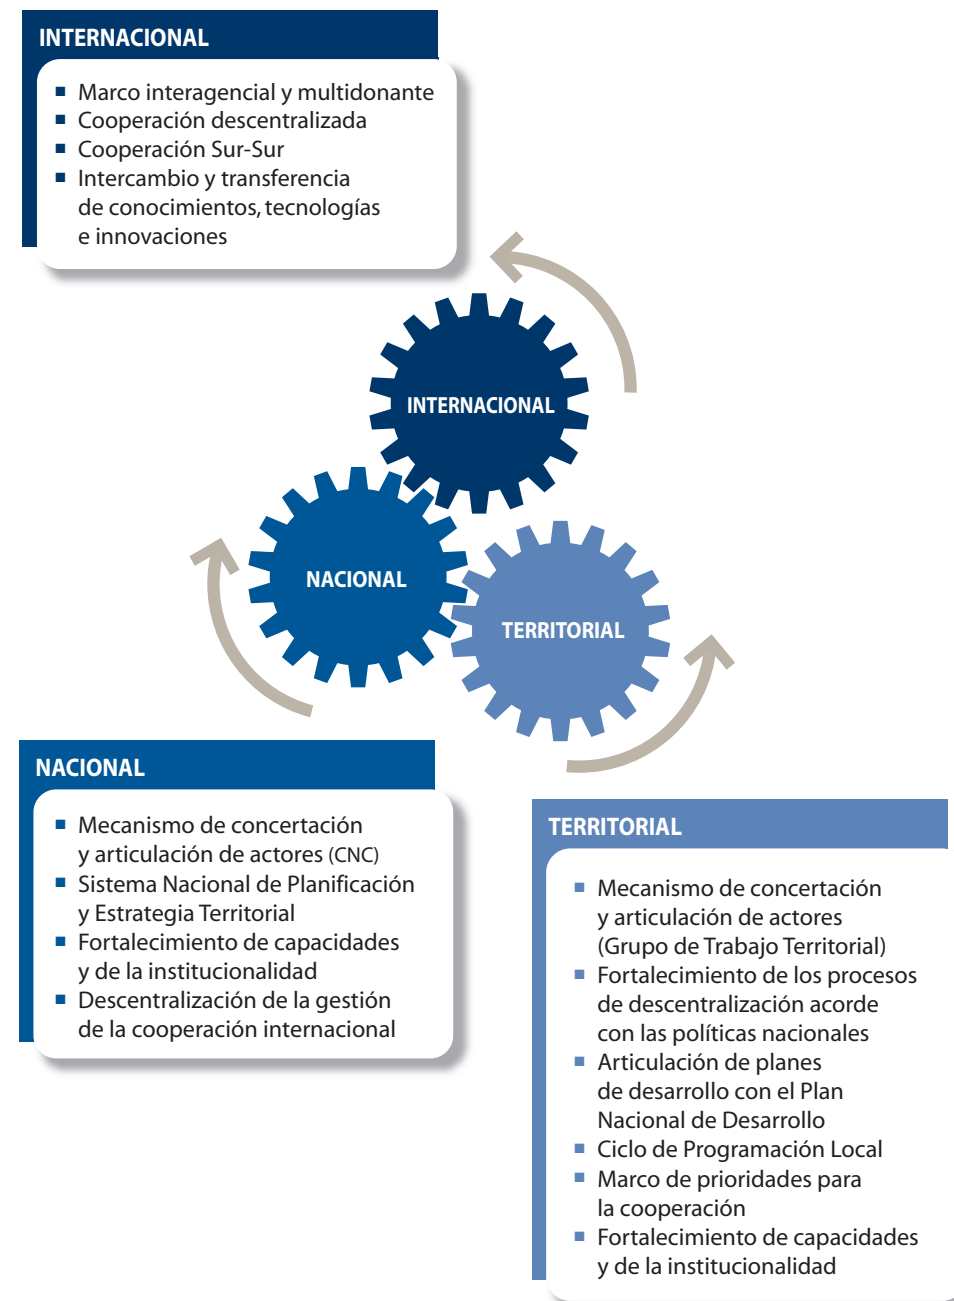 INTERNACIONAL
▪ Marco interagencial y multidonante
▪ Cooperación descentralizada
▪ Cooperación Sur-Sur
▪ Intercambio y transferencia
de conocimientos, tecnologías
e innovaciones
INTERNACIONAL
NACIONAL
TERRITORIAL
NACIONAL
▪ Mecanismo de concertación
y articulación de actores (CNC)
▪ Sistema Nacional de Planificación
y Estrategia Territorial
▪ Fortalecimiento de capacidades
y de la institucionalidad
▪ Descentralización de la gestión
de la cooperación internacional
TERRITORIAL
▪ Mecanismo de concertación
y articulación de actores
(Grupo de Trabajo Territorial)
▪ Fortalecimiento de los procesos
de descentralización acorde
con las políticas nacionales
▪ Articulación de planes
de desarrollo con el Plan
Nacional de Desarrollo
▪ Ciclo de Programación Local
▪ Marco de prioridades para
la cooperación
▪ Fortalecimiento de capacidades
y de la institucionalidad